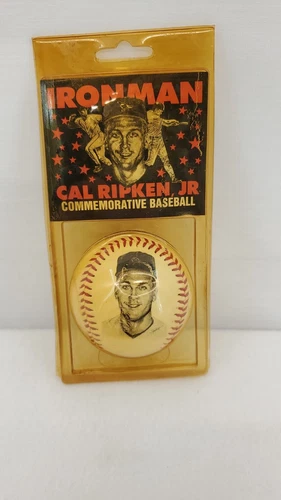 IRONMAN
CAL RIPKEN, JR
COMMEMORATIVE BASEBALL